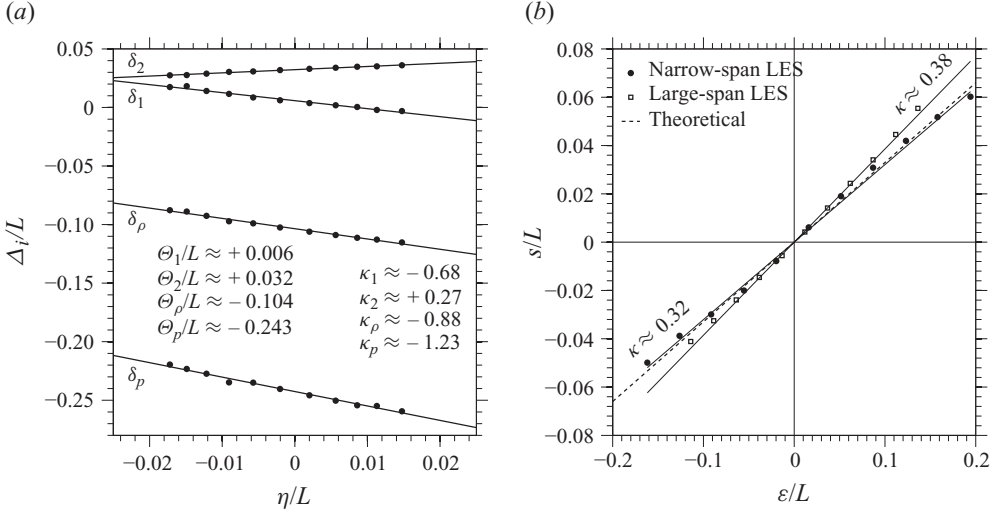 (a)
0.05
0
−0.05
−0.10
−0.15
−0.20
−0.25
Δi/L
δ2
δ1
δρ
δp
Θ1/L ≈ + 0.006
Θ2/L ≈ + 0.032
Θρ/L ≈ − 0.104
Θp/L ≈ − 0.243
κ1 ≈ − 0.68
κ2 ≈ + 0.27
κρ ≈ − 0.88
κp ≈ − 1.23
−0.02
−0.01
0
0.01
0.02
η/L
(b)
0.08
0.06
0.04
0.02
0
−0.02
−0.04
−0.06
−0.08
s/L
Narrow-span LES
Large-span LES
Theoretical
κ ≈ 0.38
κ ≈ 0.32
−0.2
−0.1
0
0.1
0.2
ε/L